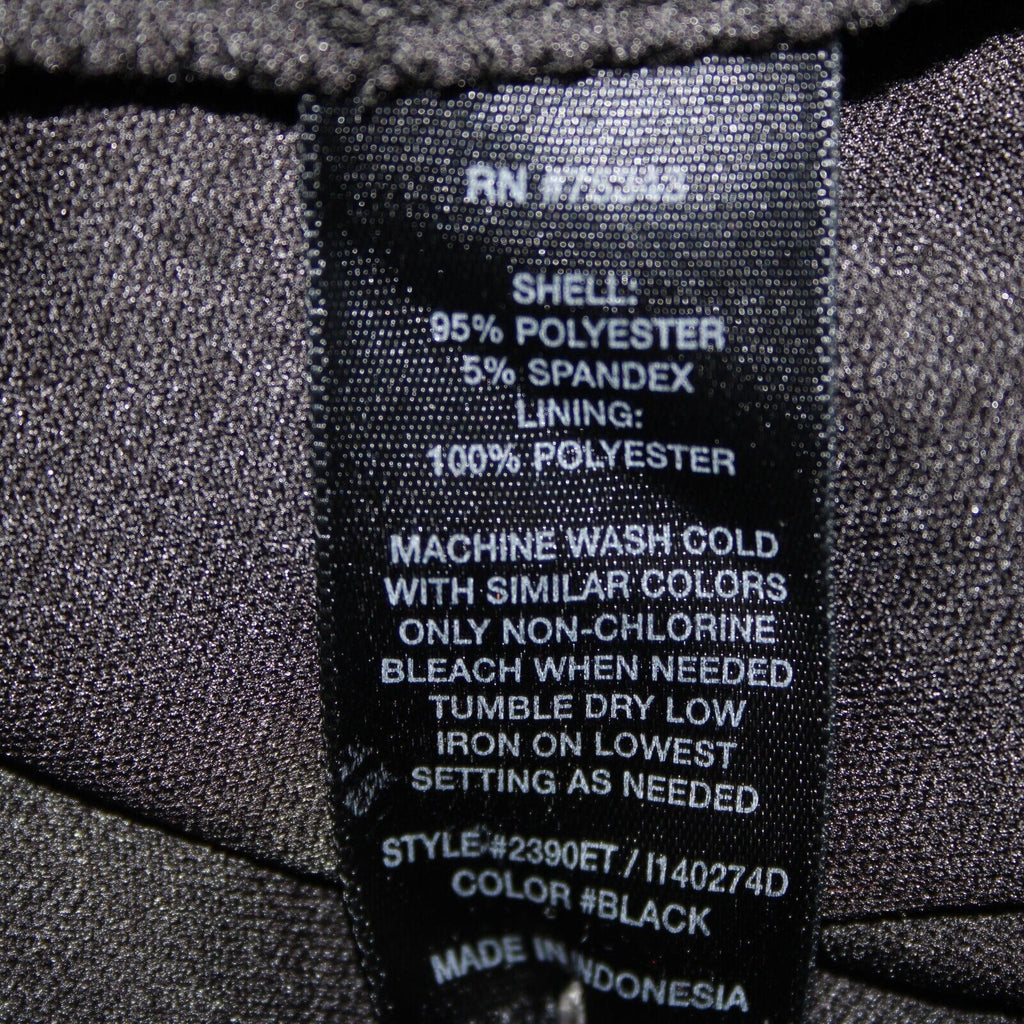 RN
SHELL:
95% POLYESTER
5% SPANDEX
LINING:
100% POLYESTER
MACHINE WASH COLD
WITH SIMILAR COLORS
ONLY NON-CHLORINE
BLEACH WHEN NEEDED
TUMBLE DRY LOW
IRON ON LOWEST
SETTING AS NEEDED
STYLE #2390ET / I140274D
COLOR #BLACK
MADE IN INDONESIA